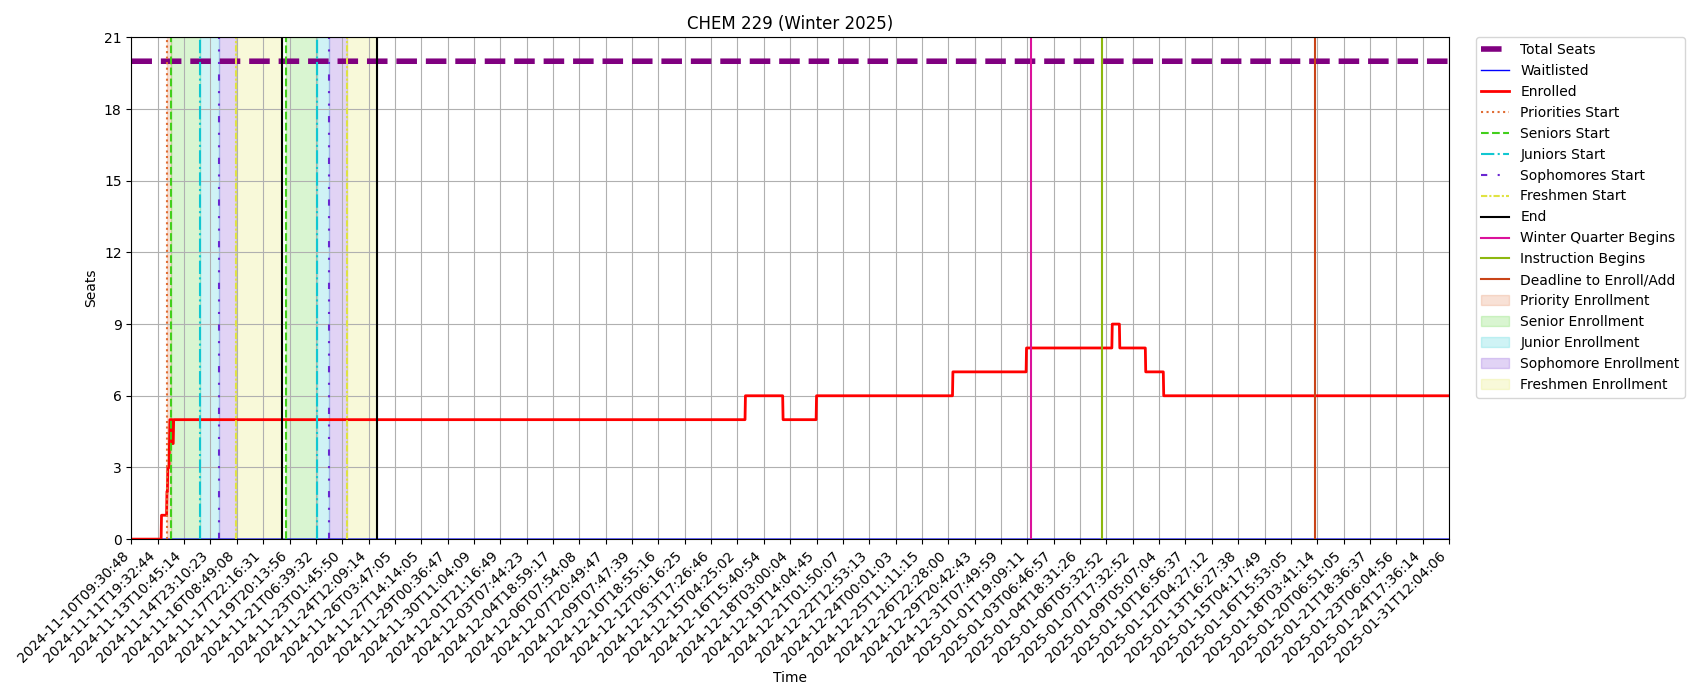 CHEM 229 (Winter 2025)
21
18
15
12
9
6
3
0
Seats
2024-11-10T09:30:48
2024-11-11T19:32:44
2024-11-13T10:45:14
2024-11-14T23:10:23
2024-11-16T08:49:08
2024-11-17T22:16:31
2024-11-19T20:13:56
2024-11-21T06:39:32
2024-11-23T01:45:50
2024-11-24T12:09:14
2024-11-26T03:47:05
2024-11-27T14:14:05
2024-11-29T00:36:47
2024-11-30T11:04:09
2024-12-01T21:16:49
2024-12-03T07:44:23
2024-12-04T18:59:17
2024-12-06T07:54:08
2024-12-07T20:49:47
2024-12-09T07:47:39
2024-12-10T18:55:16
2024-12-12T06:16:25
2024-12-13T17:26:46
2024-12-15T04:25:02
2024-12-16T15:40:54
2024-12-18T03:00:04
2024-12-19T14:04:45
2024-12-21T01:50:07
2024-12-22T12:53:13
2024-12-24T00:01:03
2024-12-25T11:11:15
2024-12-26T22:28:00
2024-12-29T20:42:43
2024-12-31T07:49:59
2025-01-01T19:09:11
2025-01-03T06:46:57
2025-01-04T18:31:26
2025-01-06T05:32:52
2025-01-07T17:32:52
2025-01-09T05:07:04
2025-01-10T16:56:37
2025-01-12T04:27:12
2025-01-13T16:27:38
2025-01-15T04:17:49
2025-01-16T15:53:05
2025-01-18T03:41:14
2025-01-20T06:51:05
2025-01-21T18:36:37
2025-01-23T06:04:56
2025-01-24T17:36:14
2025-01-31T12:04:06
Time
Total Seats
Waitlisted
Enrolled
Priorities Start
Seniors Start
Juniors Start
Sophomores Start
Freshmen Start
End
Winter Quarter Begins
Instruction Begins
Deadline to Enroll/Add
Priority Enrollment
Senior Enrollment
Junior Enrollment
Sophomore Enrollment
Freshmen Enrollment